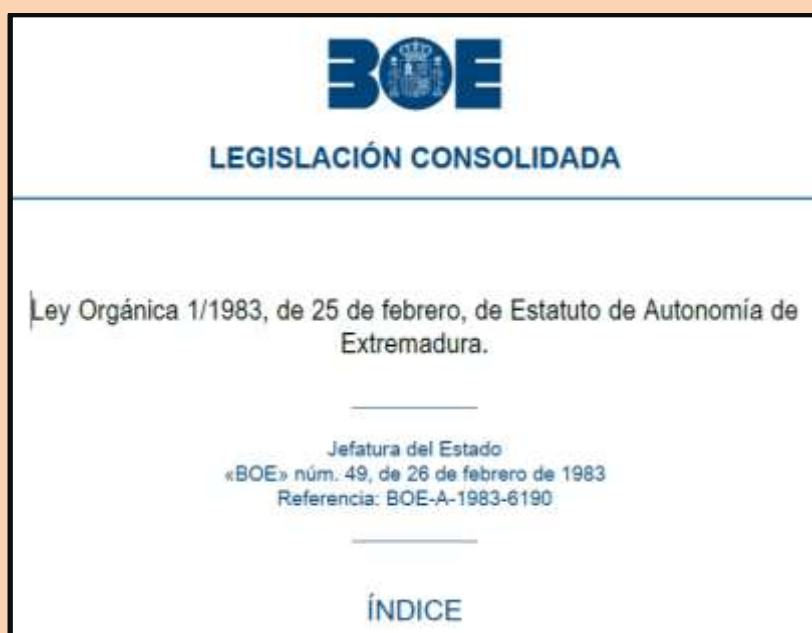 BOE
LEGISLACIÓN CONSOLIDADA
Ley Orgánica 1/1983, de 25 de febrero, de Estatuto de Autonomía de
Extremadura.
Jefatura del Estado
«BOE» núm. 49, de 26 de febrero de 1983
Referencia: BOE-A-1983-6190
ÍNDICE